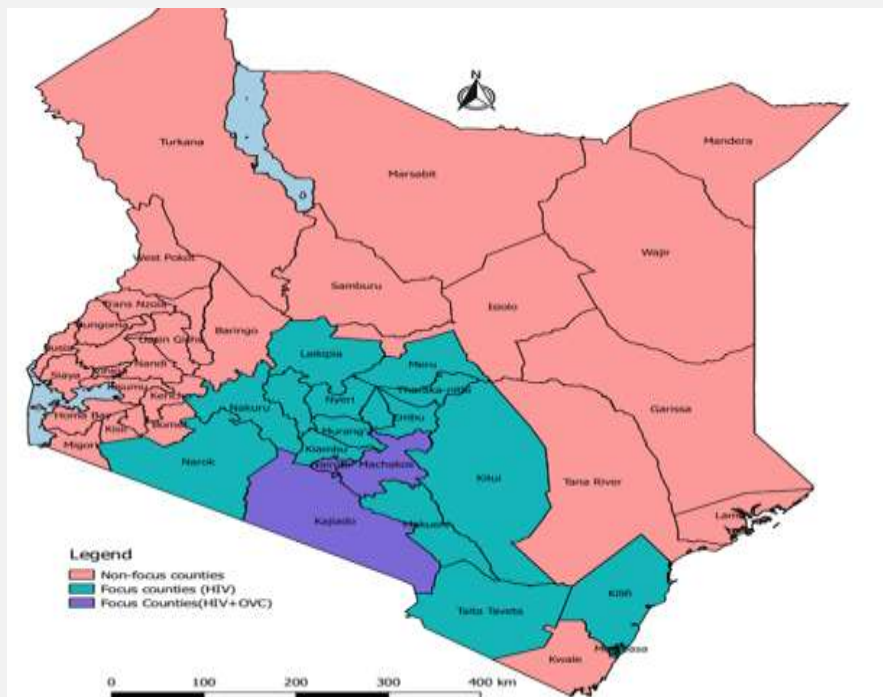 N
Mandera
Turkana
Marsabit
Wajir
West Pokot
Samburu
Isiolo
Trans Nzoia
Bungoma
Baringo
Uasin Gishu
Busia
Laikipia
Nandi
Meru
Siaya
Tharaka-nithi
Kisumu
Nyeri
Kericho
Nakuru
Embu
Garissa
Homa Bay
Murang'a
Kisii
Bomet
Migori
Kiambu
Narok
Nairobi
Machakos
Kitui
Tana River
Lamu
Kajiado
Makueni
Legend
Non-focus counties
Focus counties (HIV)
Focus Counties(HIV+OVC)
Kilifi
Taita Taveta
Mombasa
Kwale
0 100 200 300 400 km